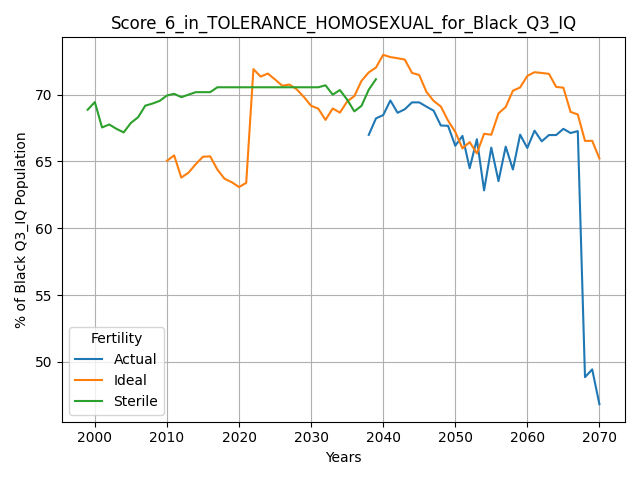 Score_6_in_TOLERANCE_HOMOSEXUAL_for_Black_Q3_IQ
% of Black Q3_IQ Population
70
65
60
55
50
Fertility
Actual
Ideal
Sterile
2000 2010 2020 2030 2040 2050 2060 2070
Years